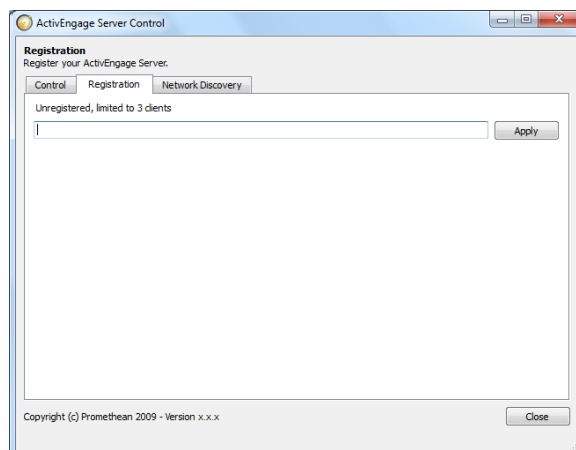 ActivEngage Server Control
Registration
Register your ActivEngage Server.
Control Registration Network Discovery
Unregistered, limited to 3 clients
Apply
Copyright (c) Promethean 2009 - Version x.x.x
Close